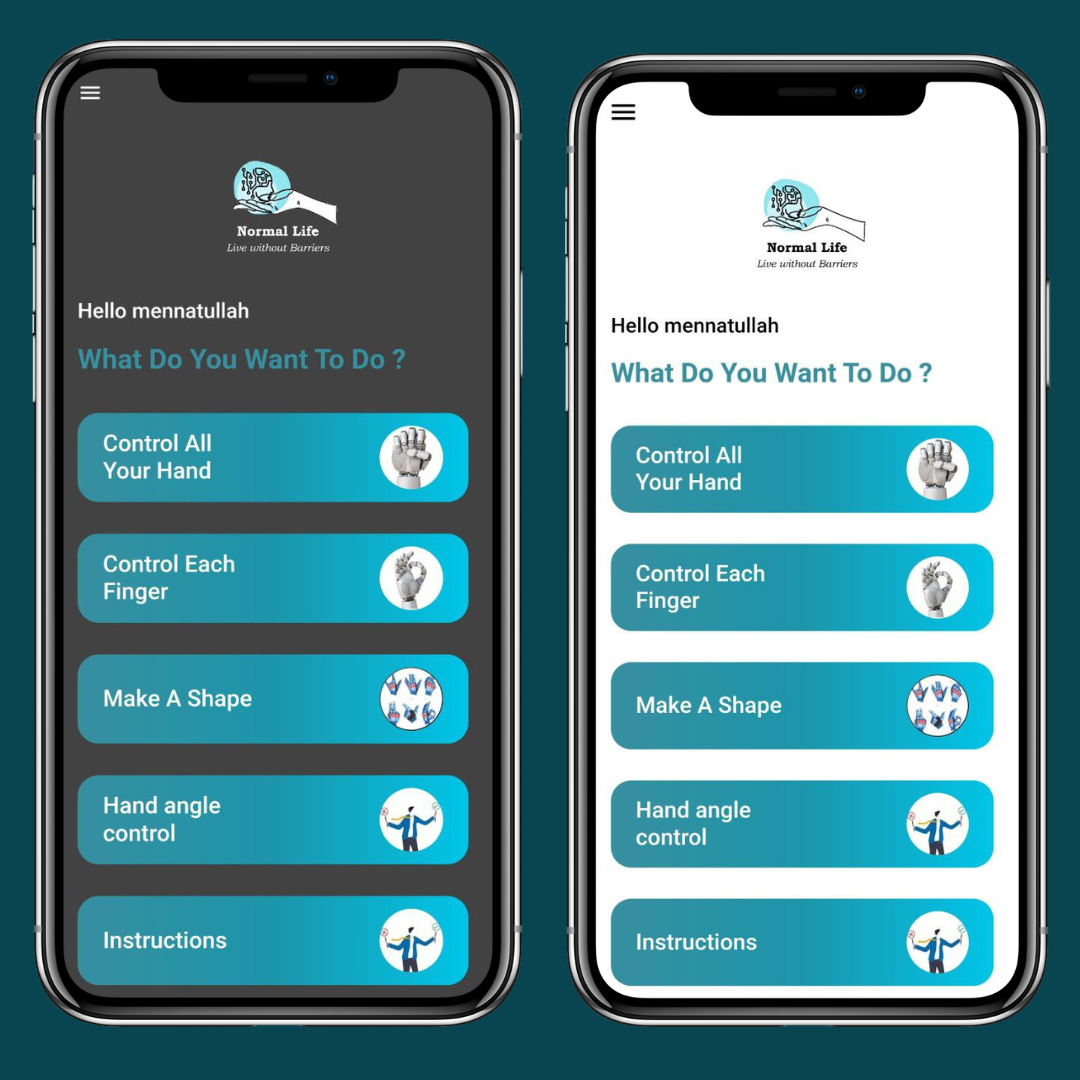 Normal Life
Live without Barriers
Hello mennatullah
What Do You Want To Do ?
Control All
Your Hand
Control Each
Finger
Make A Shape
Hand angle
control
Instructions
Normal Life
Live without Barriers
Hello mennatullah
What Do You Want To Do ?
Control All
Your Hand
Control Each
Finger
Make A Shape
Hand angle
control
Instructions